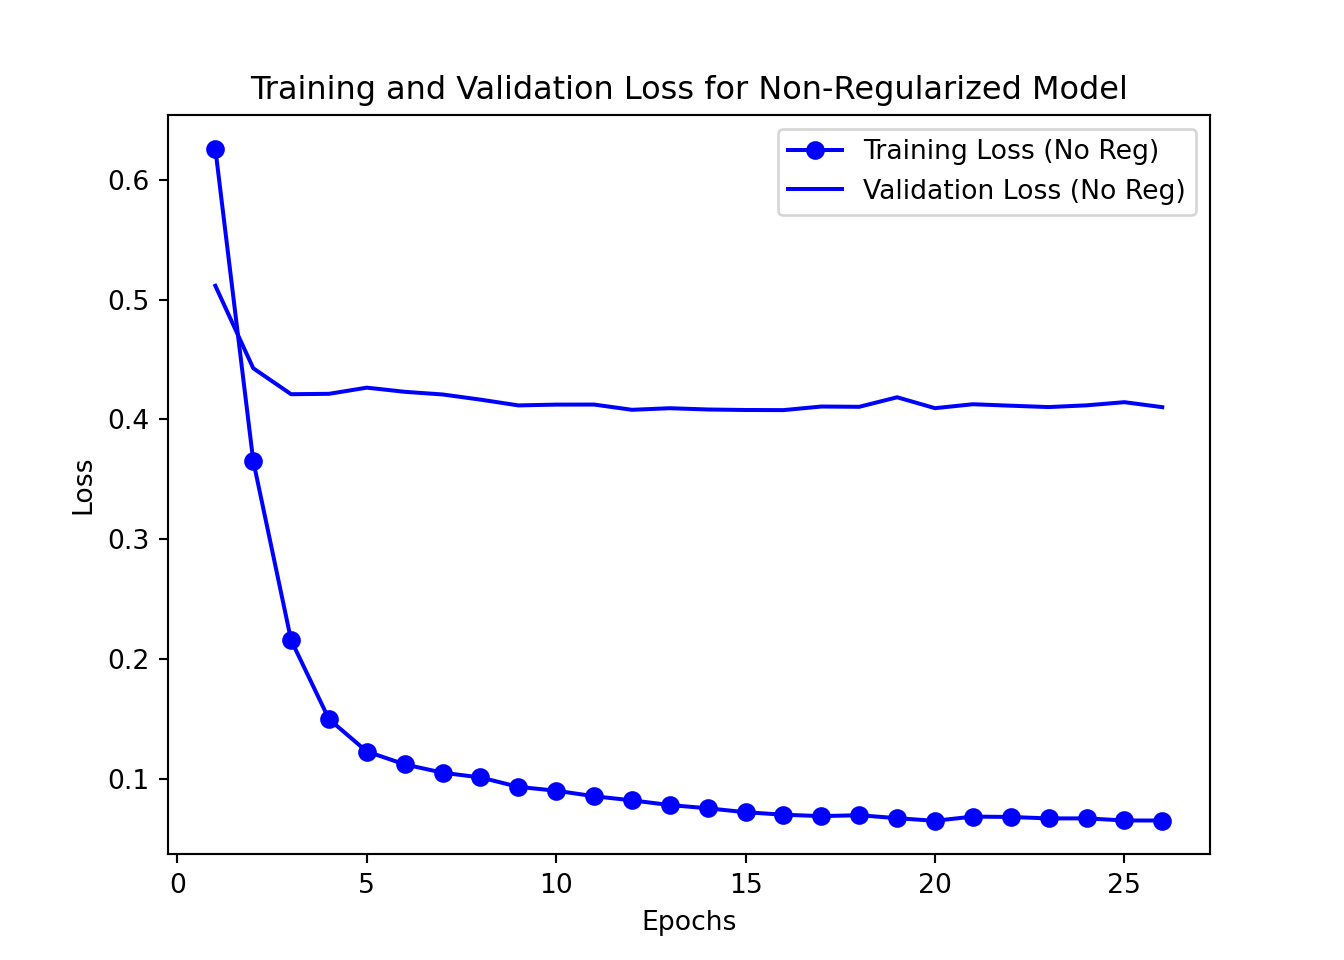 Training and Validation Loss for Non-Regularized Model
Training Loss (No Reg)
Validation Loss (No Reg)
0.6
0.5
0.4
0.3
0.2
0.1
Loss
0 5 10 15 20 25
Epochs